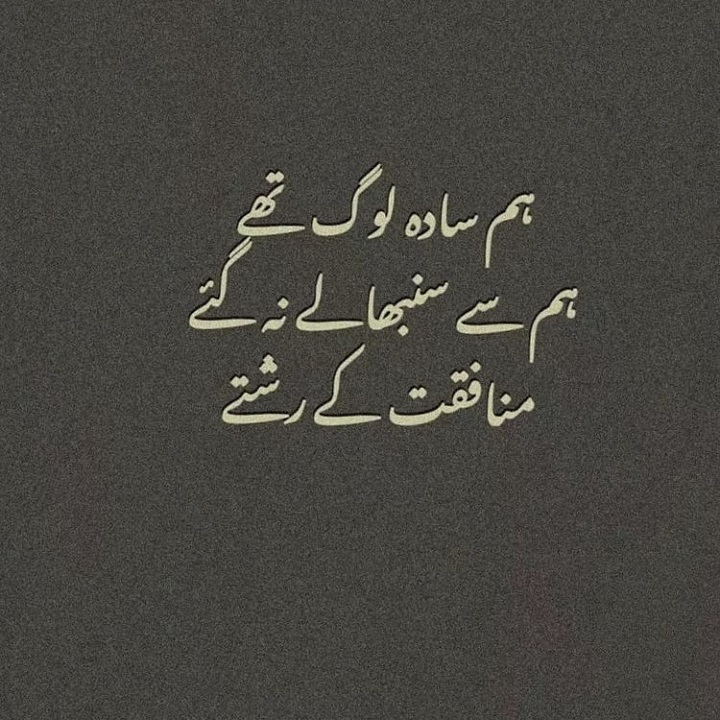 ہم سادہ لوگ تھے
ہم سے سنبھالے نہ گئے
منافقت کے رشتے